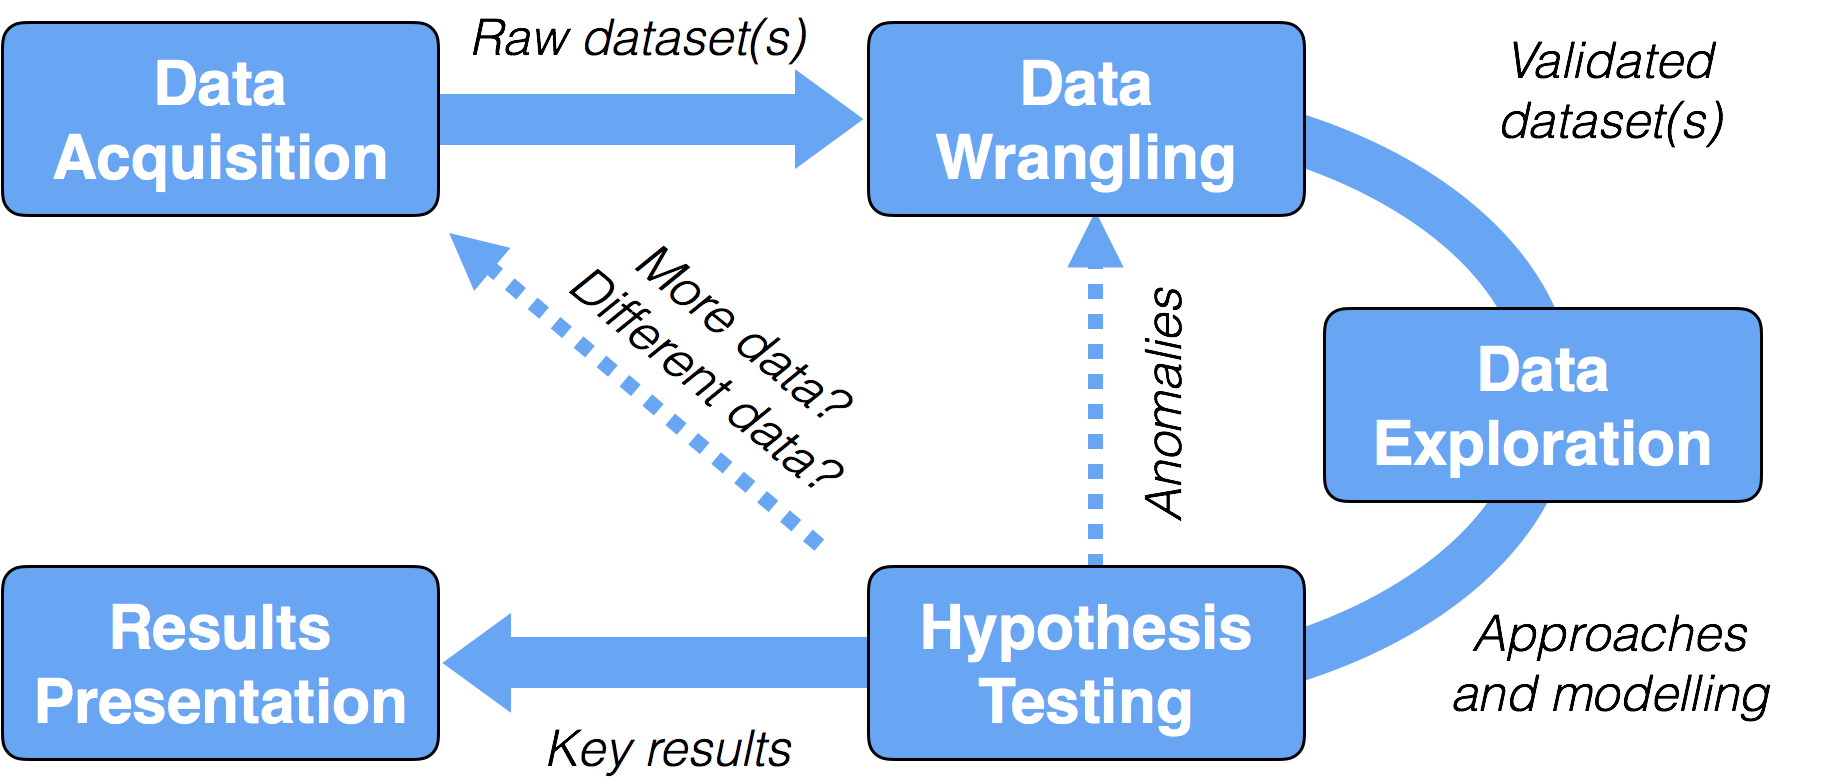 Data
Acquisition
Raw dataset(s)
Data
Wrangling
Validated
dataset(s)
Data
Exploration
More data?
Different data?
Anomalies
Results
Presentation
Key results
Hypothesis
Testing
Approaches
and modelling